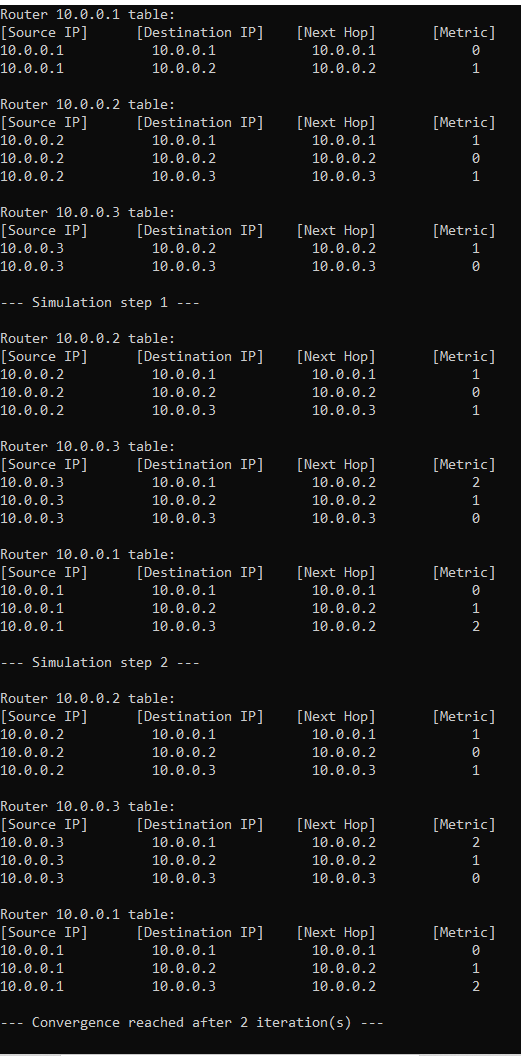 Router 10.0.0.1 table:
[Source IP]      [Destination IP]    [Next Hop]       [Metric]
10.0.0.1           10.0.0.1            10.0.0.1            0
10.0.0.1           10.0.0.2            10.0.0.2            1

Router 10.0.0.2 table:
[Source IP]      [Destination IP]    [Next Hop]       [Metric]
10.0.0.2           10.0.0.1            10.0.0.1            1
10.0.0.2           10.0.0.2            10.0.0.2            0
10.0.0.2           10.0.0.3            10.0.0.3            1

Router 10.0.0.3 table:
[Source IP]      [Destination IP]    [Next Hop]       [Metric]
10.0.0.3           10.0.0.2            10.0.0.2            1
10.0.0.3           10.0.0.3            10.0.0.3            0

--- Simulation step 1 ---

Router 10.0.0.2 table:
[Source IP]      [Destination IP]    [Next Hop]       [Metric]
10.0.0.2           10.0.0.1            10.0.0.1            1
10.0.0.2           10.0.0.2            10.0.0.2            0
10.0.0.2           10.0.0.3            10.0.0.3            1

Router 10.0.0.3 table:
[Source IP]      [Destination IP]    [Next Hop]       [Metric]
10.0.0.3           10.0.0.1            10.0.0.2            2
10.0.0.3           10.0.0.2            10.0.0.2            1
10.0.0.3           10.0.0.3            10.0.0.3            0

Router 10.0.0.1 table:
[Source IP]      [Destination IP]    [Next Hop]       [Metric]
10.0.0.1           10.0.0.1            10.0.0.1            0
10.0.0.1           10.0.0.2            10.0.0.2            1
10.0.0.1           10.0.0.3            10.0.0.2            2

--- Simulation step 2 ---

Router 10.0.0.2 table:
[Source IP]      [Destination IP]    [Next Hop]       [Metric]
10.0.0.2           10.0.0.1            10.0.0.1            1
10.0.0.2           10.0.0.2            10.0.0.2            0
10.0.0.2           10.0.0.3            10.0.0.3            1

Router 10.0.0.3 table:
[Source IP]      [Destination IP]    [Next Hop]       [Metric]
10.0.0.3           10.0.0.1            10.0.0.2            2
10.0.0.3           10.0.0.2            10.0.0.2            1
10.0.0.3           10.0.0.3            10.0.0.3            0

Router 10.0.0.1 table:
[Source IP]      [Destination IP]    [Next Hop]       [Metric]
10.0.0.1           10.0.0.1            10.0.0.1            0
10.0.0.1           10.0.0.2            10.0.0.2            1
10.0.0.1           10.0.0.3            10.0.0.2            2

--- Convergence reached after 2 iteration(s) ---